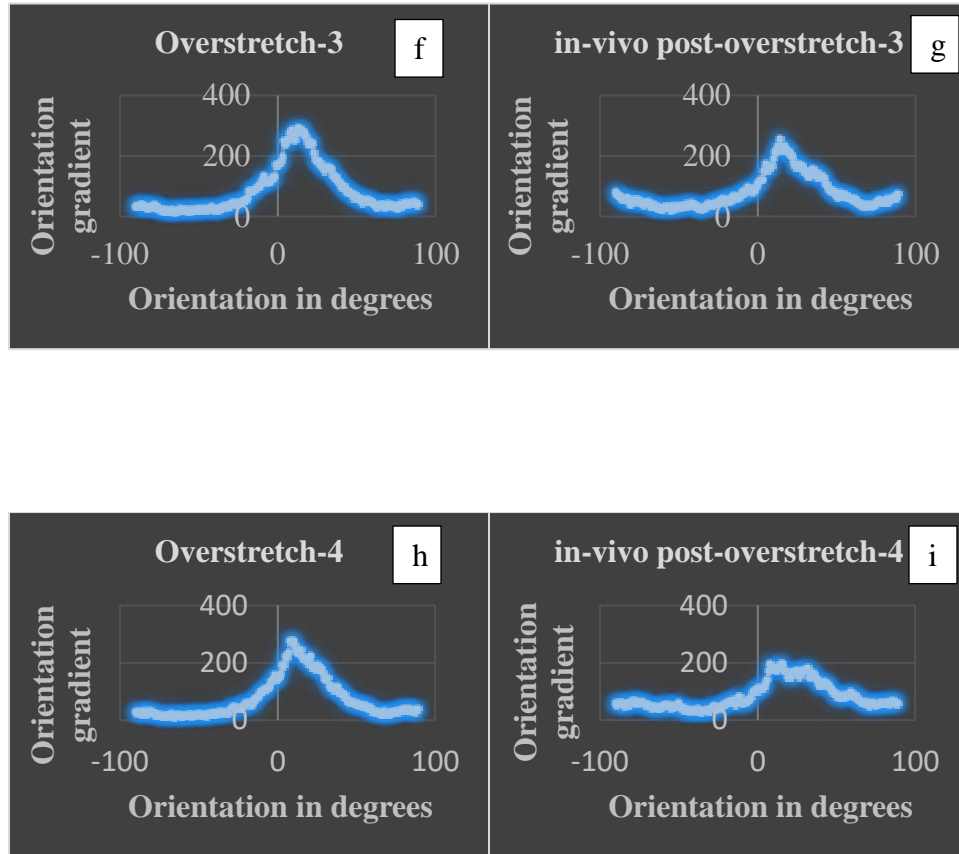 Overstretch-3
f
Orientation
gradient
400
200
0
-100
0
100
Orientation in degrees
in-vivo post-overstretch-3
g
Orientation
gradient
400
200
0
-100
0
100
Orientation in degrees
Overstretch-4
h
Orientation
gradient
400
200
0
-100
0
100
Orientation in degrees
in-vivo post-overstretch-4
i
Orientation
gradient
400
200
0
-100
0
100
Orientation in degrees